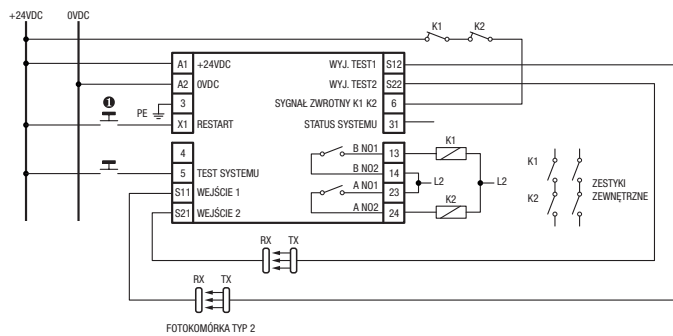 +24VDC 0VDC
K1 K2
A1 +24VDC WYJ. TEST1 S12
A2 0VDC WYJ. TEST2 S22
PE 3 SYGNAŁ ZWROTNY K1 K2 6
❶ X1 RESTART STATUS SYSTEMU 31
4 B NO1 13 K1
5 TEST SYSTEMU B NO2 14
S11 WEJŚCIE 1 A NO1 23 L2 L2
S21 WEJŚCIE 2 A NO2 24 K2
K1
K2
ZESTYKI
ZEWNĘTRZNE
RX TX
RX TX
FOTOKOMÓRKA TYP 2